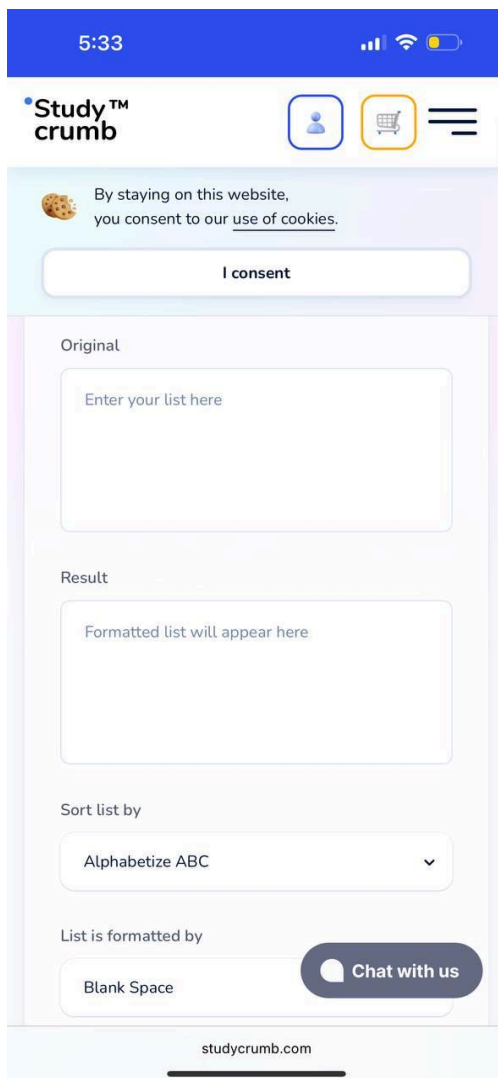 5:33
Study™
crumb
By staying on this website,
you consent to our use of cookies.
I consent
Original
Enter your list here
Result
Formatted list will appear here
Sort list by
Alphabetize ABC
List is formatted by
Chat with us
Blank Space
studycrumb.com